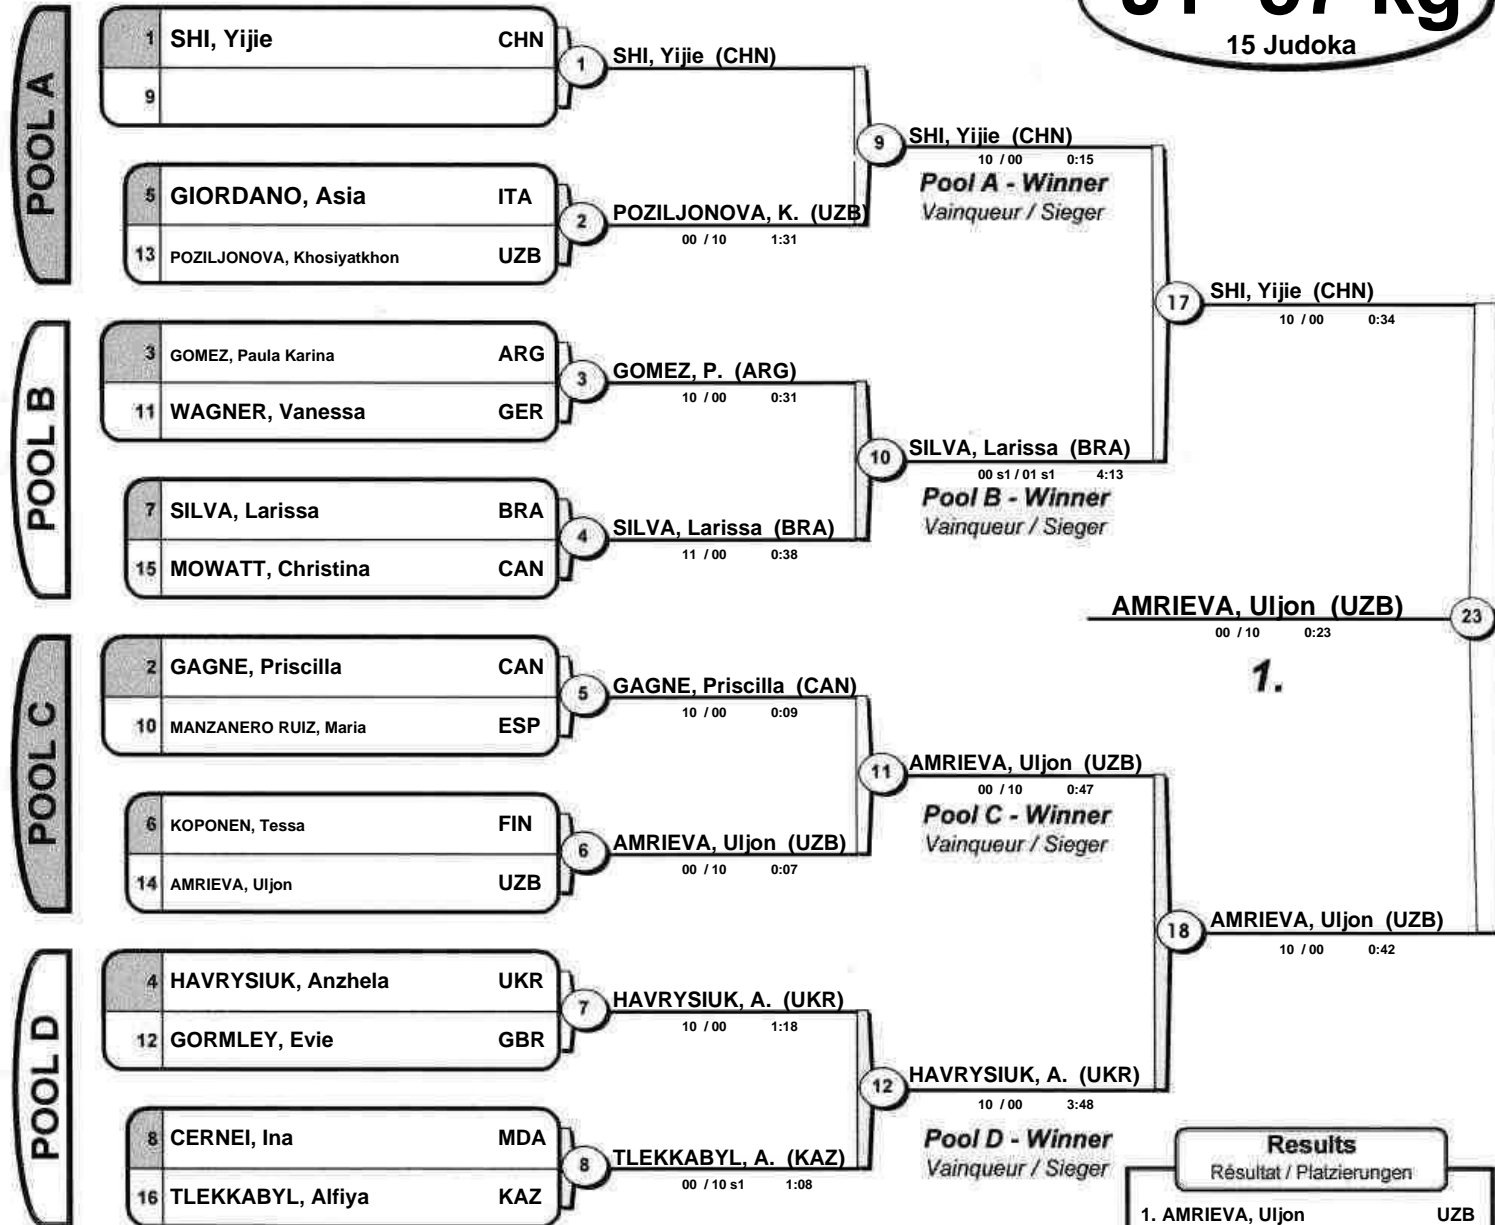 15 Judoka
POOL A
1 SHI, Yijie CHN
9
1 SHI, Yijie (CHN)
5 GIORDANO, Asia ITA
13 POZILJONOVA, Khosiyatkhon UZB
2 POZILJONOVA, K. (UZB)
00 / 10 1:31
9 SHI, Yijie (CHN)
10 / 00 0:15
Pool A - Winner
Vainqueur / Sieger
POOL B
3 GOMEZ, Paula Karina ARG
11 WAGNER, Vanessa GER
3 GOMEZ, P. (ARG)
10 / 00 0:31
7 SILVA, Larissa BRA
15 MOWATT, Christina CAN
4 SILVA, Larissa (BRA)
11 / 00 0:38
10 SILVA, Larissa (BRA)
00 s1 / 01 s1 4:13
Pool B - Winner
Vainqueur / Sieger
17 SHI, Yijie (CHN)
10 / 00 0:34
POOL C
2 GAGNE, Priscilla CAN
10 MANZANERO RUIZ, Maria ESP
5 GAGNE, Priscilla (CAN)
10 / 00 0:09
6 KOPONEN, Tessa FIN
14 AMRIEVA, Uljon UZB
6 AMRIEVA, Uljon (UZB)
00 / 10 0:07
11 AMRIEVA, Uljon (UZB)
00 / 10 0:47
Pool C - Winner
Vainqueur / Sieger
POOL D
4 HAVRYSIUK, Anzhela UKR
12 GORMLEY, Evie GBR
7 HAVRYSIUK, A. (UKR)
10 / 00 1:18
8 CERNEI, Ina MDA
16 TLEKKABYL, Alfiya KAZ
8 TLEKKABYL, A. (KAZ)
00 / 10 s1 1:08
12 HAVRYSIUK, A. (UKR)
10 / 00 3:48
Pool D - Winner
Vainqueur / Sieger
18 AMRIEVA, Uljon (UZB)
10 / 00 0:42
AMRIEVA, Uljon (UZB) 23
00 / 10 0:23
1.
Results
Résultat / Platzierungen
1. AMRIEVA, Uljon UZB